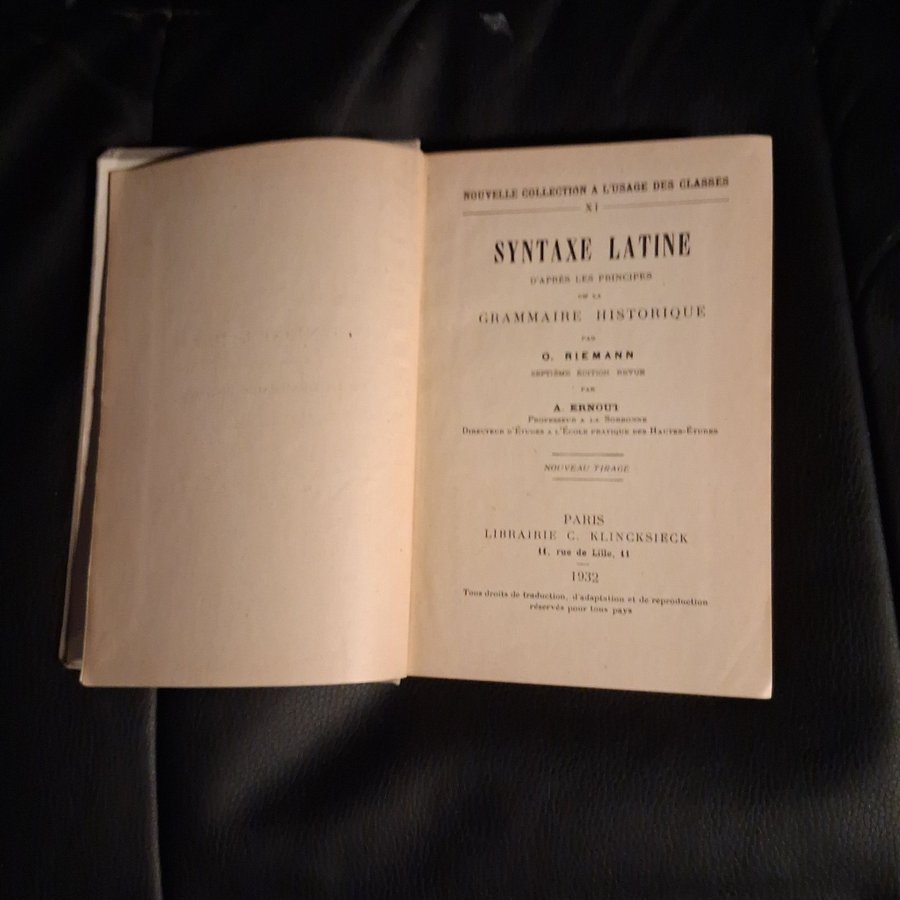 NOUVELLE COLLECTION A L'USAGE DES CLASSES
XI
SYNTAXE LATINE
D'APRÈS LES PRINCIPES
DE LA
GRAMMAIRE HISTORIQUE
PAR
O. RIEMANN
SEPTIÈME ÉDITION REVUE
PAR
A. ERNOUT
PROFESSEUR A LA SORBONNE
DIRECTEUR D'ÉTUDES A L'ÉCOLE PRATIQUE DES HAUTES-ÉTUDES
NOUVEAU TIRAGE
PARIS
LIBRAIRIE C. KLINCKSIECK
11, rue de Lille, 11
1932
Tous droits de traduction, d'adaptation et de reproduction
réservés pour tous pays